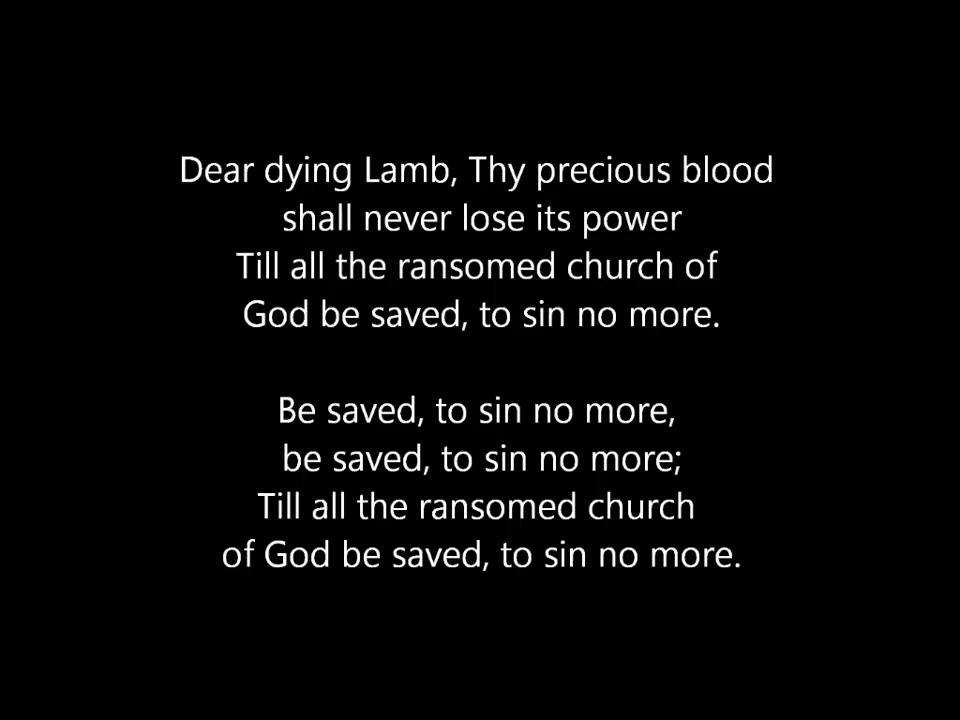 Dear dying Lamb, Thy precious blood
shall never lose its power
Till all the ransomed church of
God be saved, to sin no more.
Be saved, to sin no more,
be saved, to sin no more;
Till all the ransomed church
of God be saved, to sin no more.